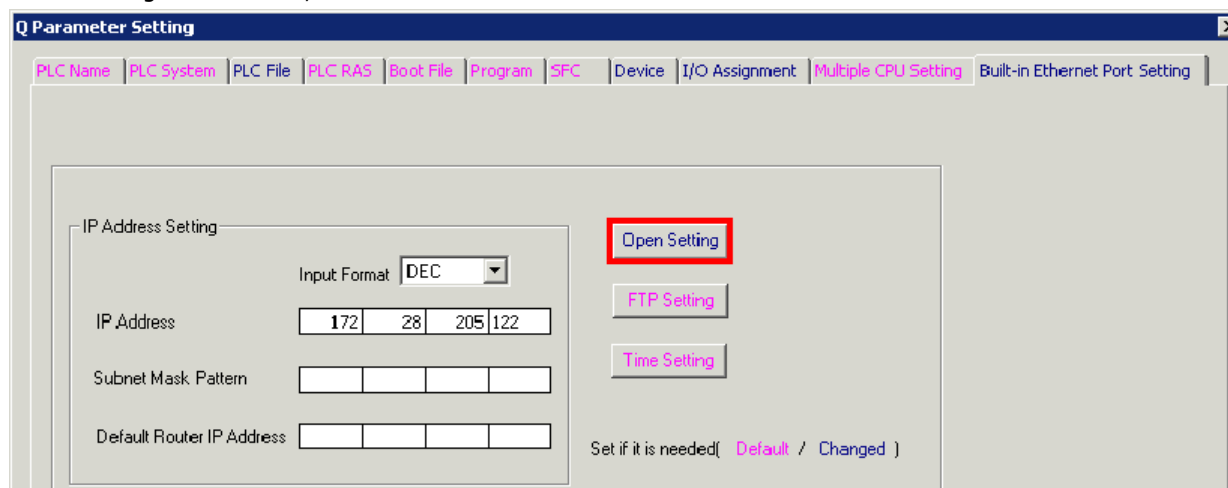 Q Parameter Setting
PLC Name PLC System PLC File PLC RAS Boot File Program SFC Device I/O Assignment Multiple CPU Setting Built-in Ethernet Port Setting
IP Address Setting
Open Setting
Input Format DEC
FTP Setting
IP Address 172 28 205 122
Time Setting
Subnet Mask Pattern
Default Router IP Address
Set if it is needed( Default / Changed )